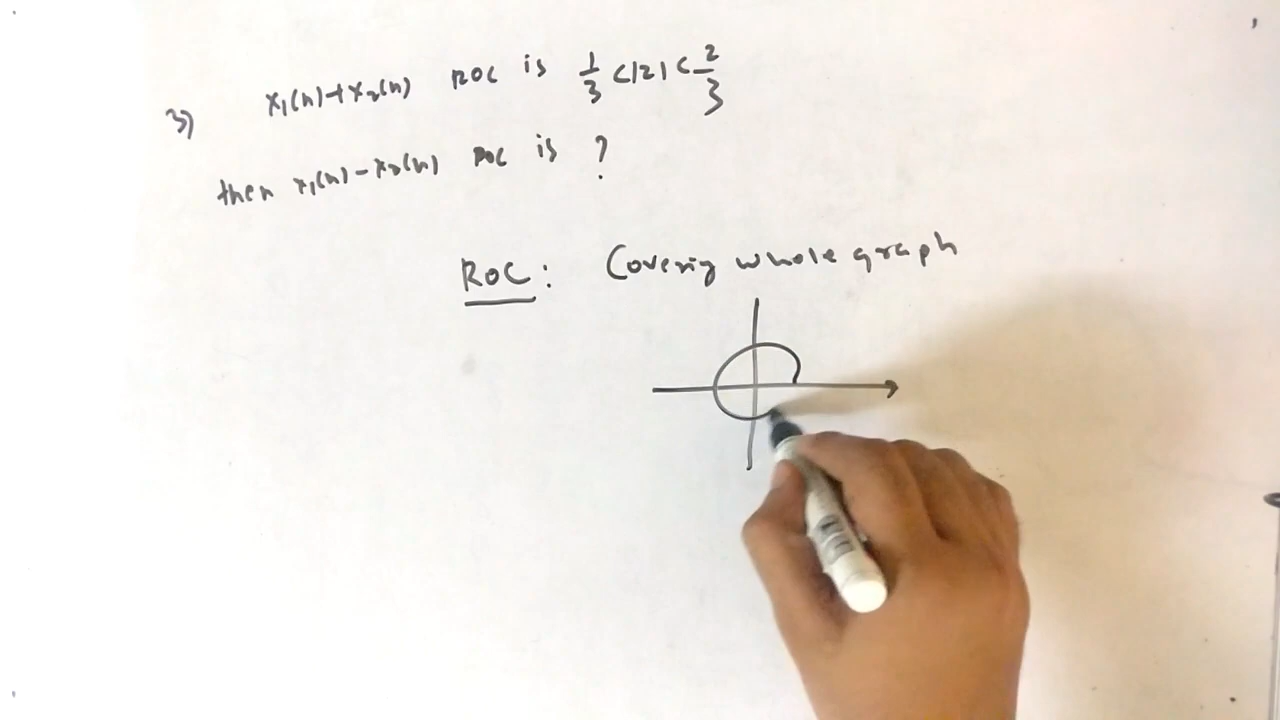 3) x₁(n)+x₂(n) ROC is 1/3 <|z|< 2/3
then x₁(n)-x₂(n) ROC is ?
ROC: Covering whole graph